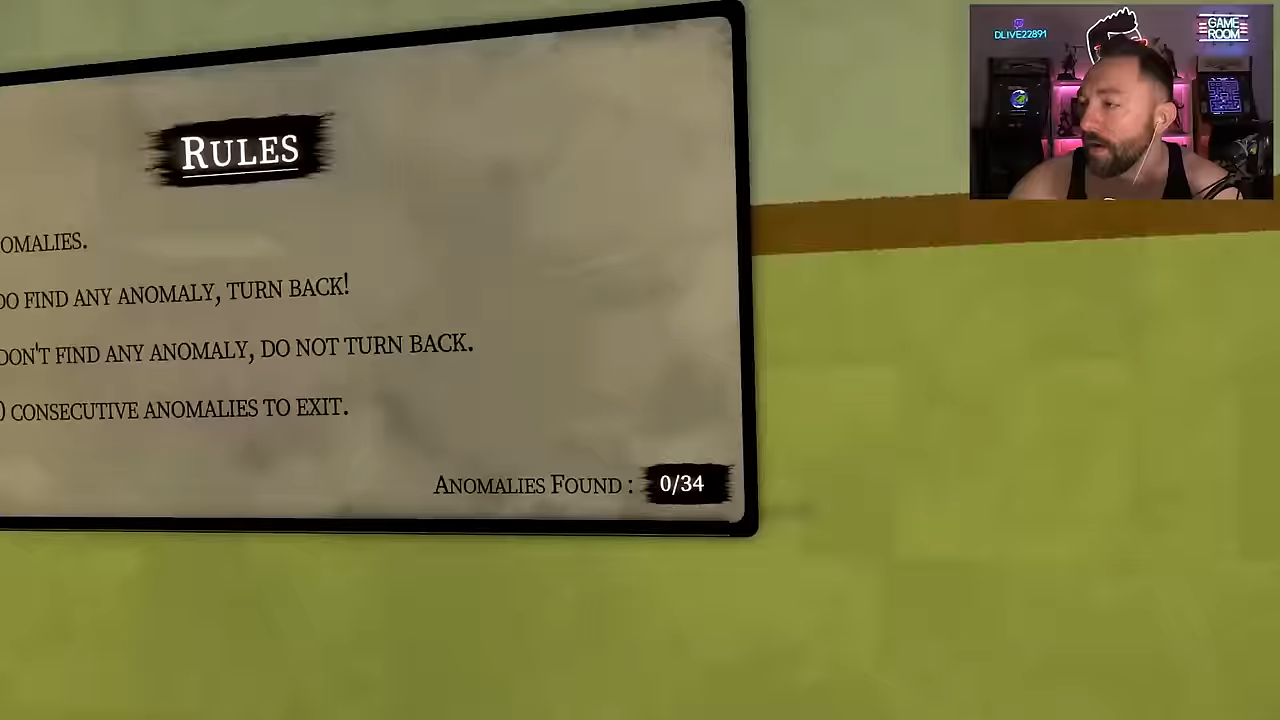 RULES
OMALIES.
DO FIND ANY ANOMALY, TURN BACK!
DON'T FIND ANY ANOMALY, DO NOT TURN BACK.
) CONSECUTIVE ANOMALIES TO EXIT.
ANOMALIES FOUND : 0/34
DLIVE22891
GAME
ROOM